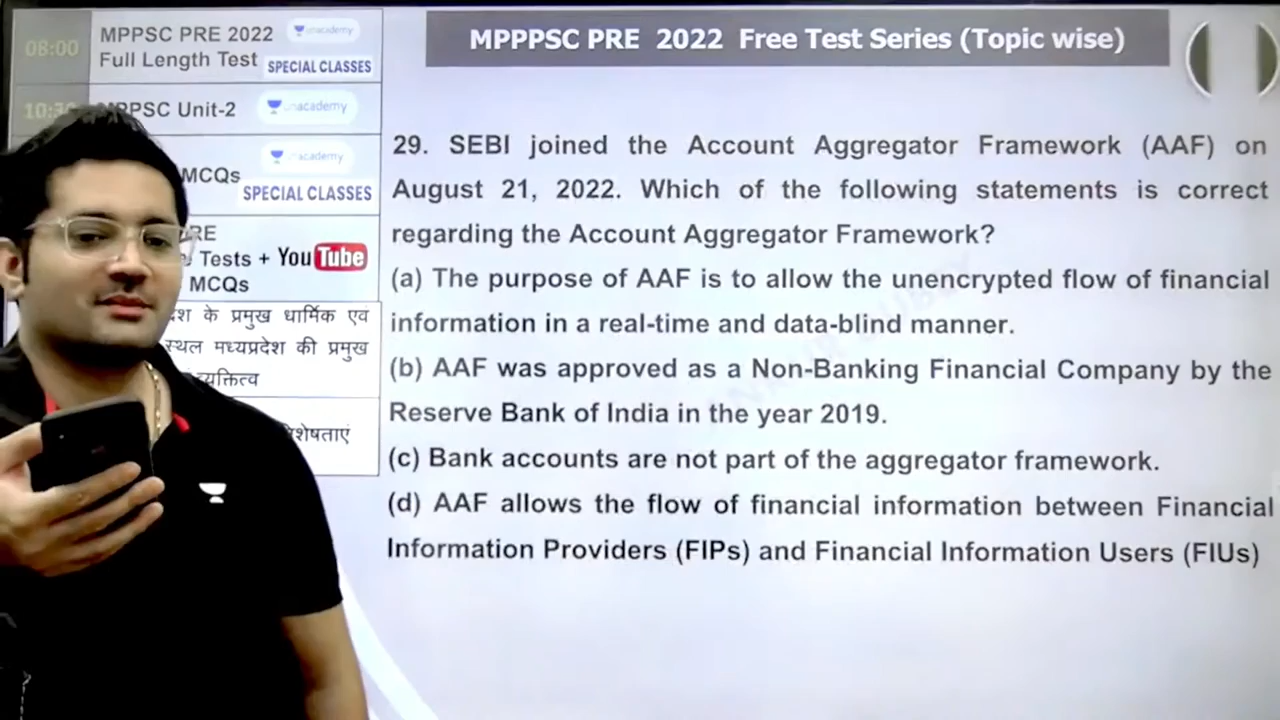 08:00
MPPSC PRE 2022
Full Length Test
unacademy
SPECIAL CLASSES
MPPPSC PRE 2022 Free Test Series (Topic wise)
10:30
MPPSC Unit-2
unacademy
unacademy
MCQs
SPECIAL CLASSES
RE
Tests + YouTube
MCQs
के प्रमुख धार्मिक एवं
स्थल मध्यप्रदेश की प्रमुख
व्यक्तित्व
विशेषताएं
29. SEBI joined the Account Aggregator Framework (AAF) on
August 21, 2022. Which of the following statements is correct
regarding the Account Aggregator Framework?
(a) The purpose of AAF is to allow the unencrypted flow of financial
information in a real-time and data-blind manner.
(b) AAF was approved as a Non-Banking Financial Company by the
Reserve Bank of India in the year 2019.
(c) Bank accounts are not part of the aggregator framework.
(d) AAF allows the flow of financial information between Financial
Information Providers (FIPs) and Financial Information Users (FIUs)